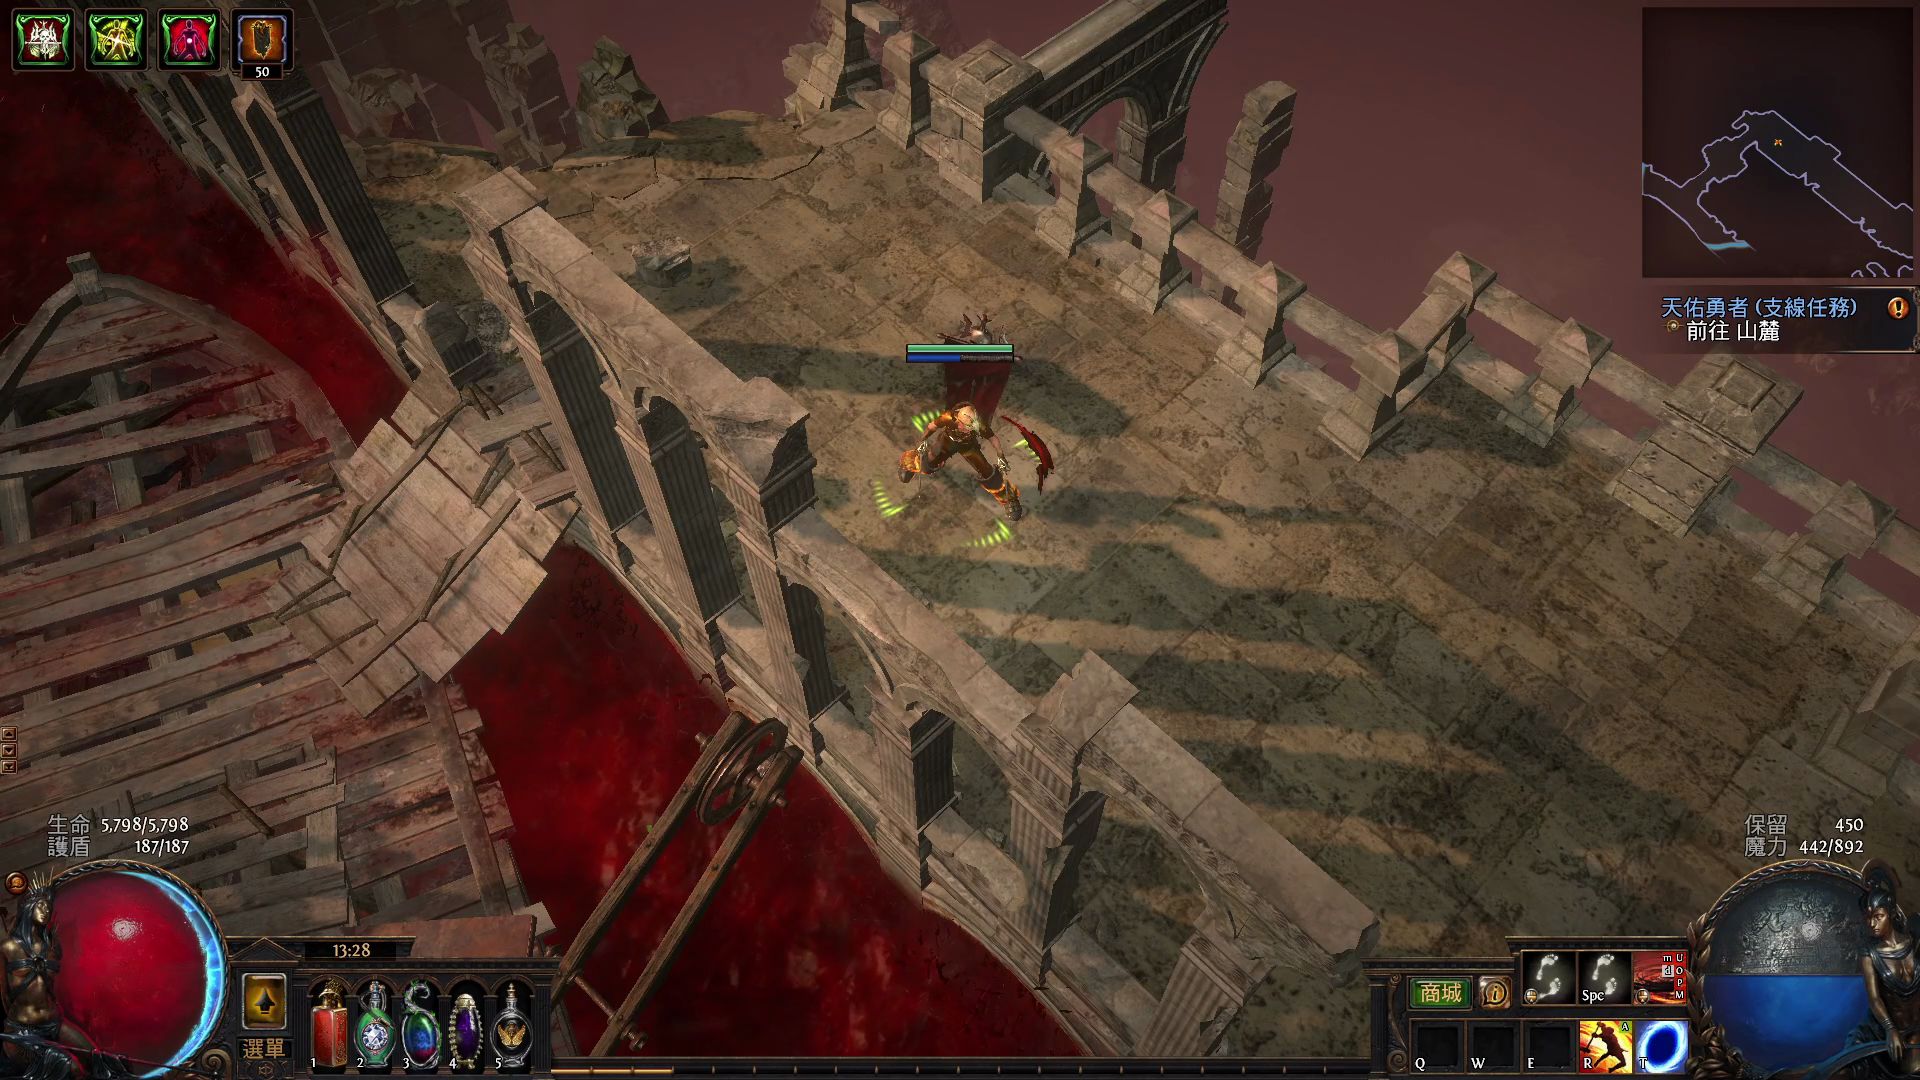 50
天佑勇者 (支線任務)
前往 山麓
生命 5,798/5,798
護盾 187/187
保留 450
魔力 442/892
13:28
選單
1 2 3 4 5
商城
Spc
m U
d O
P
M
Q W E R A T